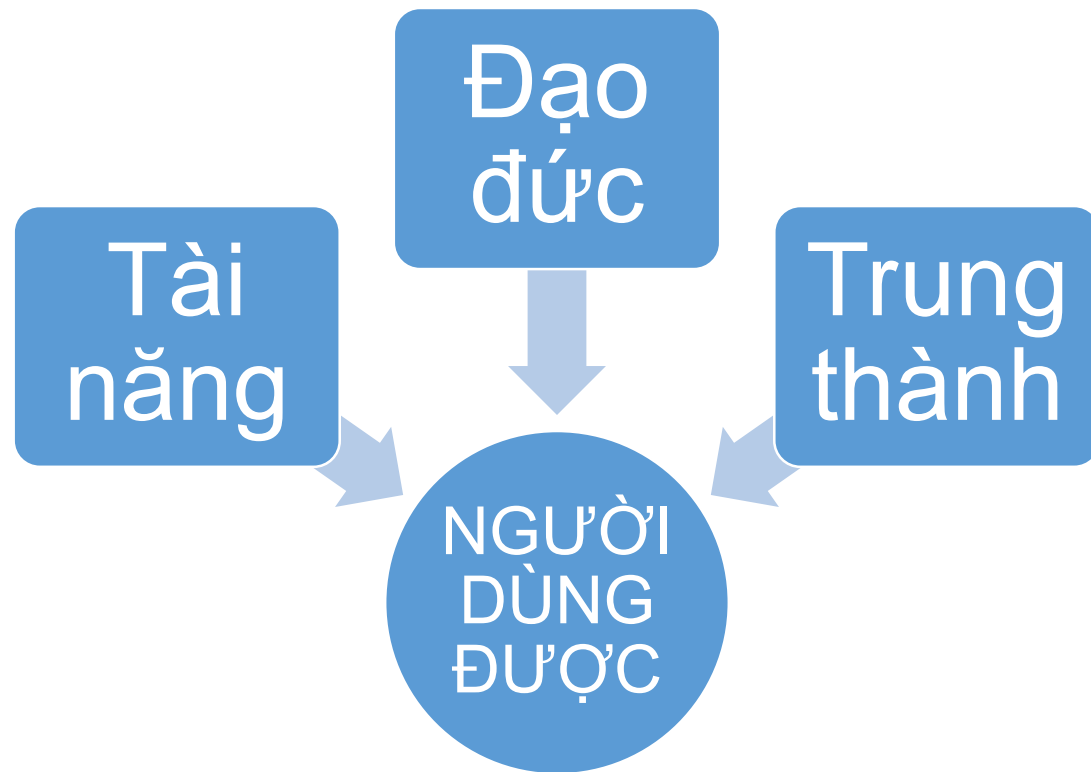 Đạo
đức
Tài
năng
Trung
thành
NGƯỜI
DÙNG
ĐƯỢC